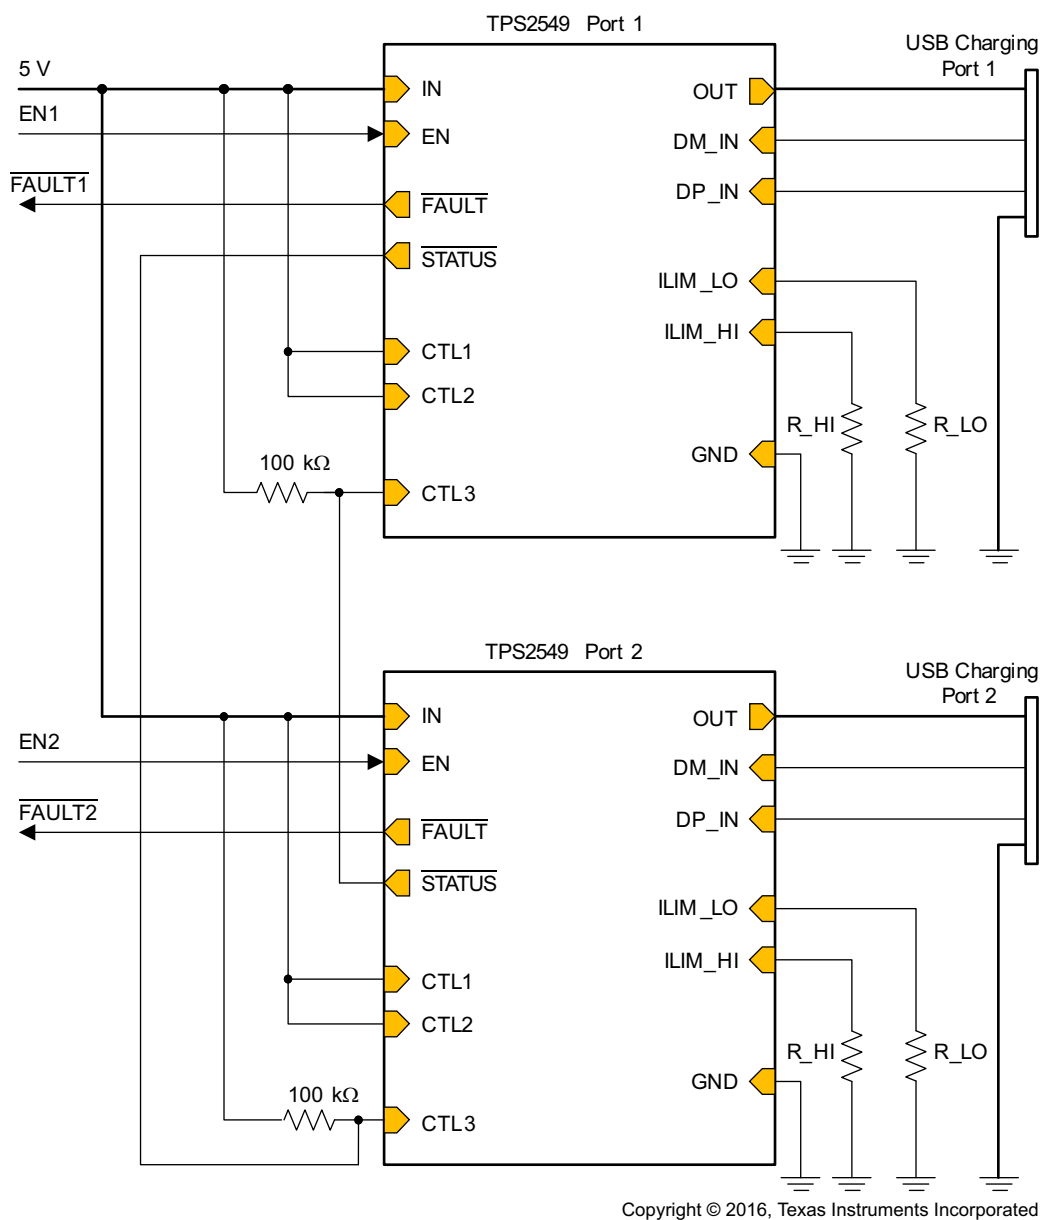 TPS2549 Port 1
USB Charging
Port 1
5 V
IN
OUT
EN1
EN
DM_IN
FAULT1
FAULT
DP_IN
STATUS
ILIM_LO
ILIM_HI
CTL1
CTL2
R_HI
R_LO
GND
100 kΩ
CTL3
TPS2549 Port 2
USB Charging
Port 2
IN
OUT
EN2
EN
DM_IN
FAULT2
FAULT
DP_IN
STATUS
ILIM_LO
ILIM_HI
CTL1
CTL2
R_HI
R_LO
GND
100 kΩ
CTL3
Copyright © 2016, Texas Instruments Incorporated